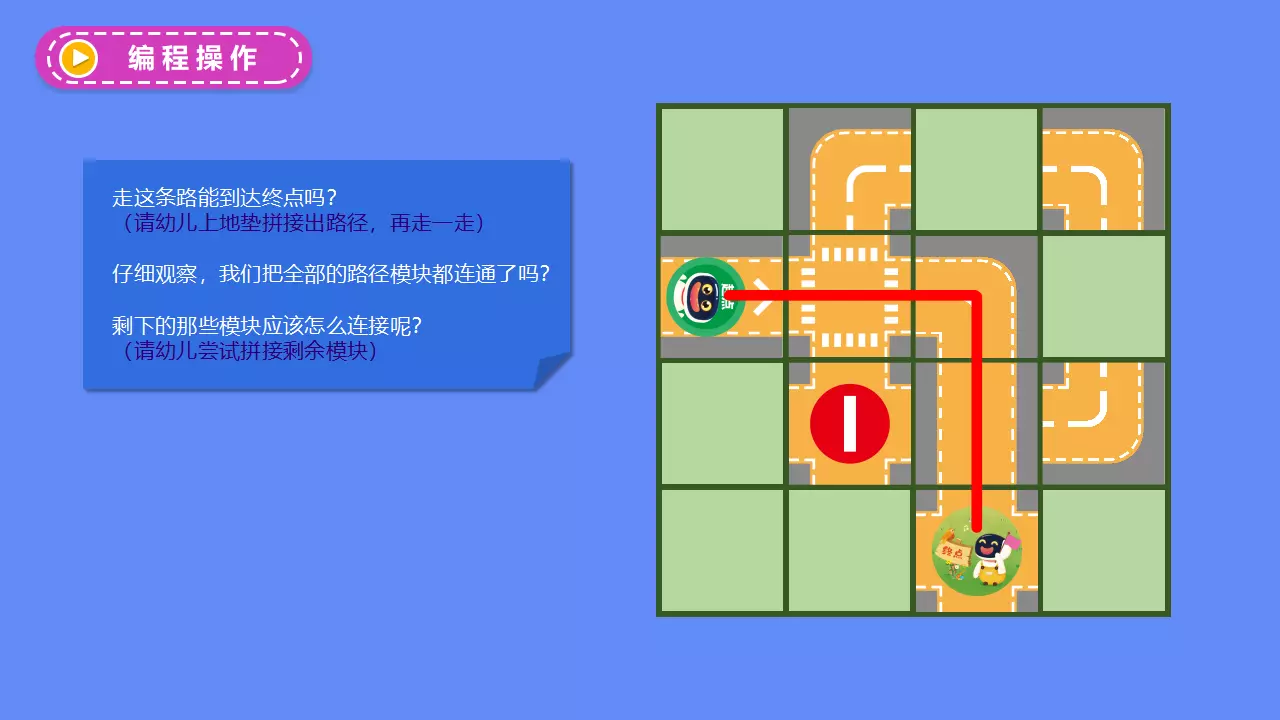 编程操作
走这条路能到达终点吗?
（请幼儿上地垫拼接出路径，再走一走）
仔细观察，我们把全部的路径模块都连通了吗?
剩下的那些模块应该怎么连接呢?
（请幼儿尝试拼接剩余模块）
起点
终点